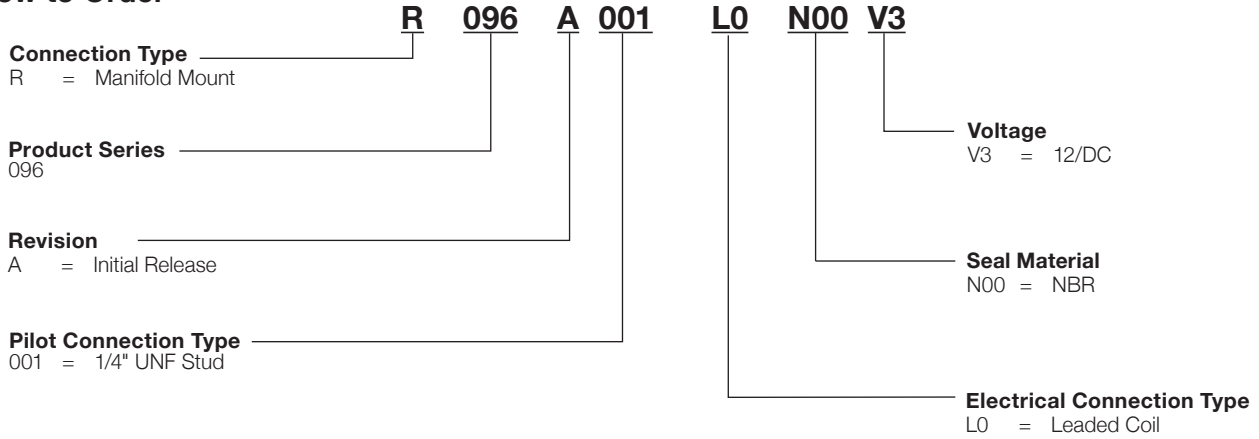 to Order
R 096 A 001 L0 N00 V3
Connection Type
R = Manifold Mount
Product Series
096
Revision
A = Initial Release
Pilot Connection Type
001 = 1/4" UNF Stud
Voltage
V3 = 12/DC
Seal Material
N00 = NBR
Electrical Connection Type
L0 = Leaded Coil